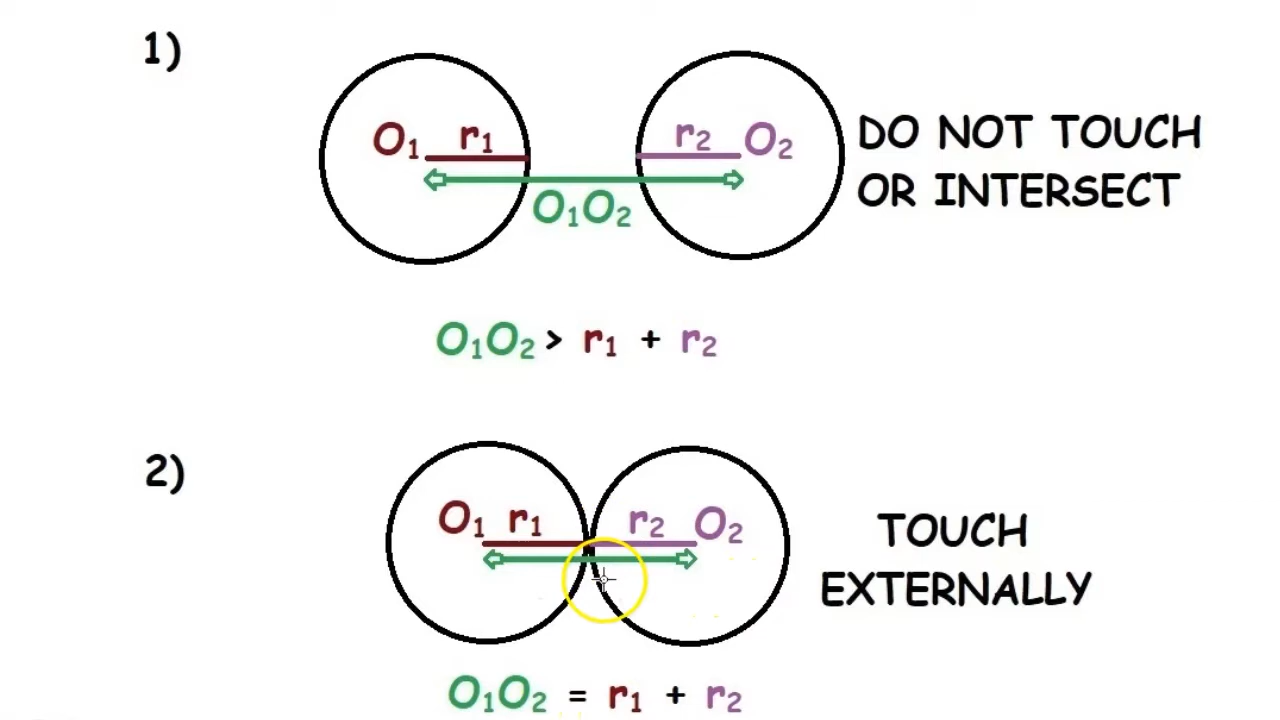 1)
O₁ r₁ r₂ O₂
O₁O₂
DO NOT TOUCH
OR INTERSECT
O₁O₂ > r₁ + r₂
2)
O₁ r₁ r₂ O₂
TOUCH
EXTERNALLY
O₁O₂ = r₁ + r₂